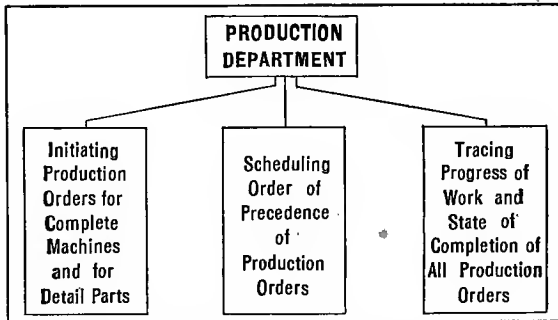 PRODUCTION
DEPARTMENT
Initiating
Production
Orders for
Complete
Machines
and for
Detail Parts
Scheduling
Order of
Precedence
of
Production
Orders
Tracing
Progress of
Work and
State of
Completion of
All Production
Orders